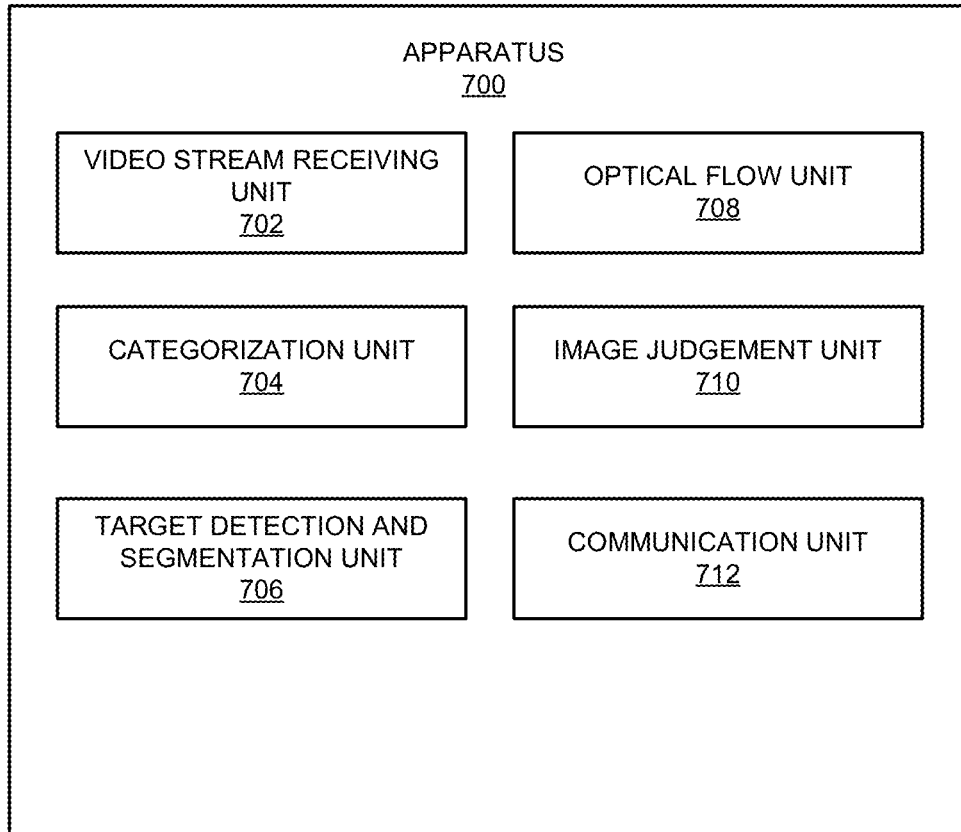 APPARATUS
700
VIDEO STREAM RECEIVING
UNIT
702
OPTICAL FLOW UNIT
708
CATEGORIZATION UNIT
704
IMAGE JUDGEMENT UNIT
710
TARGET DETECTION AND
SEGMENTATION UNIT
706
COMMUNICATION UNIT
712